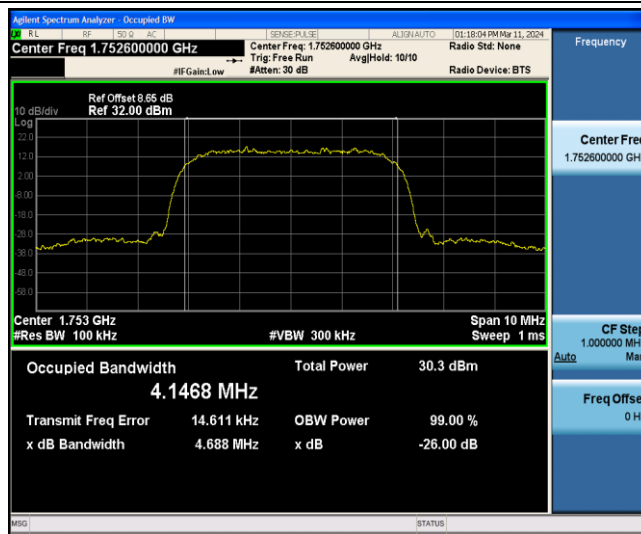 Agilent Spectrum Analyzer - Occupied BW
RL RF 50 Ω AC SENSE:PULSE ALIGN AUTO 01:18:04 PM Mar 11, 2024
Center Freq 1.752600000 GHz Center Freq: 1.752600000 GHz Radio Std: None Frequency
Trig: Free Run Avg|Hold: 10/10
#IFGain:Low #Atten: 30 dB Radio Device: BTS
Ref Offset 8.65 dB
10 dB/div Ref 32.00 dBm
Log
22.0
12.0
2.00
-8.00
-18.0
-28.0
-38.0
-48.0
-58.0
Center Fre
1.752600000 GH
Center 1.753 GHz Span 10 MHz
#Res BW 100 kHz #VBW 300 kHz Sweep 1 ms
CF Step
1.000000 MH
Auto Ma
Occupied Bandwidth Total Power 30.3 dBm
4.1468 MHz
Transmit Freq Error 14.611 kHz OBW Power 99.00 %
x dB Bandwidth 4.688 MHz x dB -26.00 dB
Freq Offse
0 H
MSG STATUS